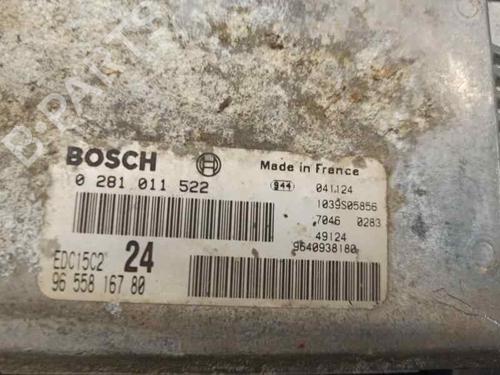 B-PARTS
BOSCH
Made in France
0 281 011 522
944 041124
1039S05856
7046 0283
49124
9640938180
EDC15C2 24
96 558 167 80